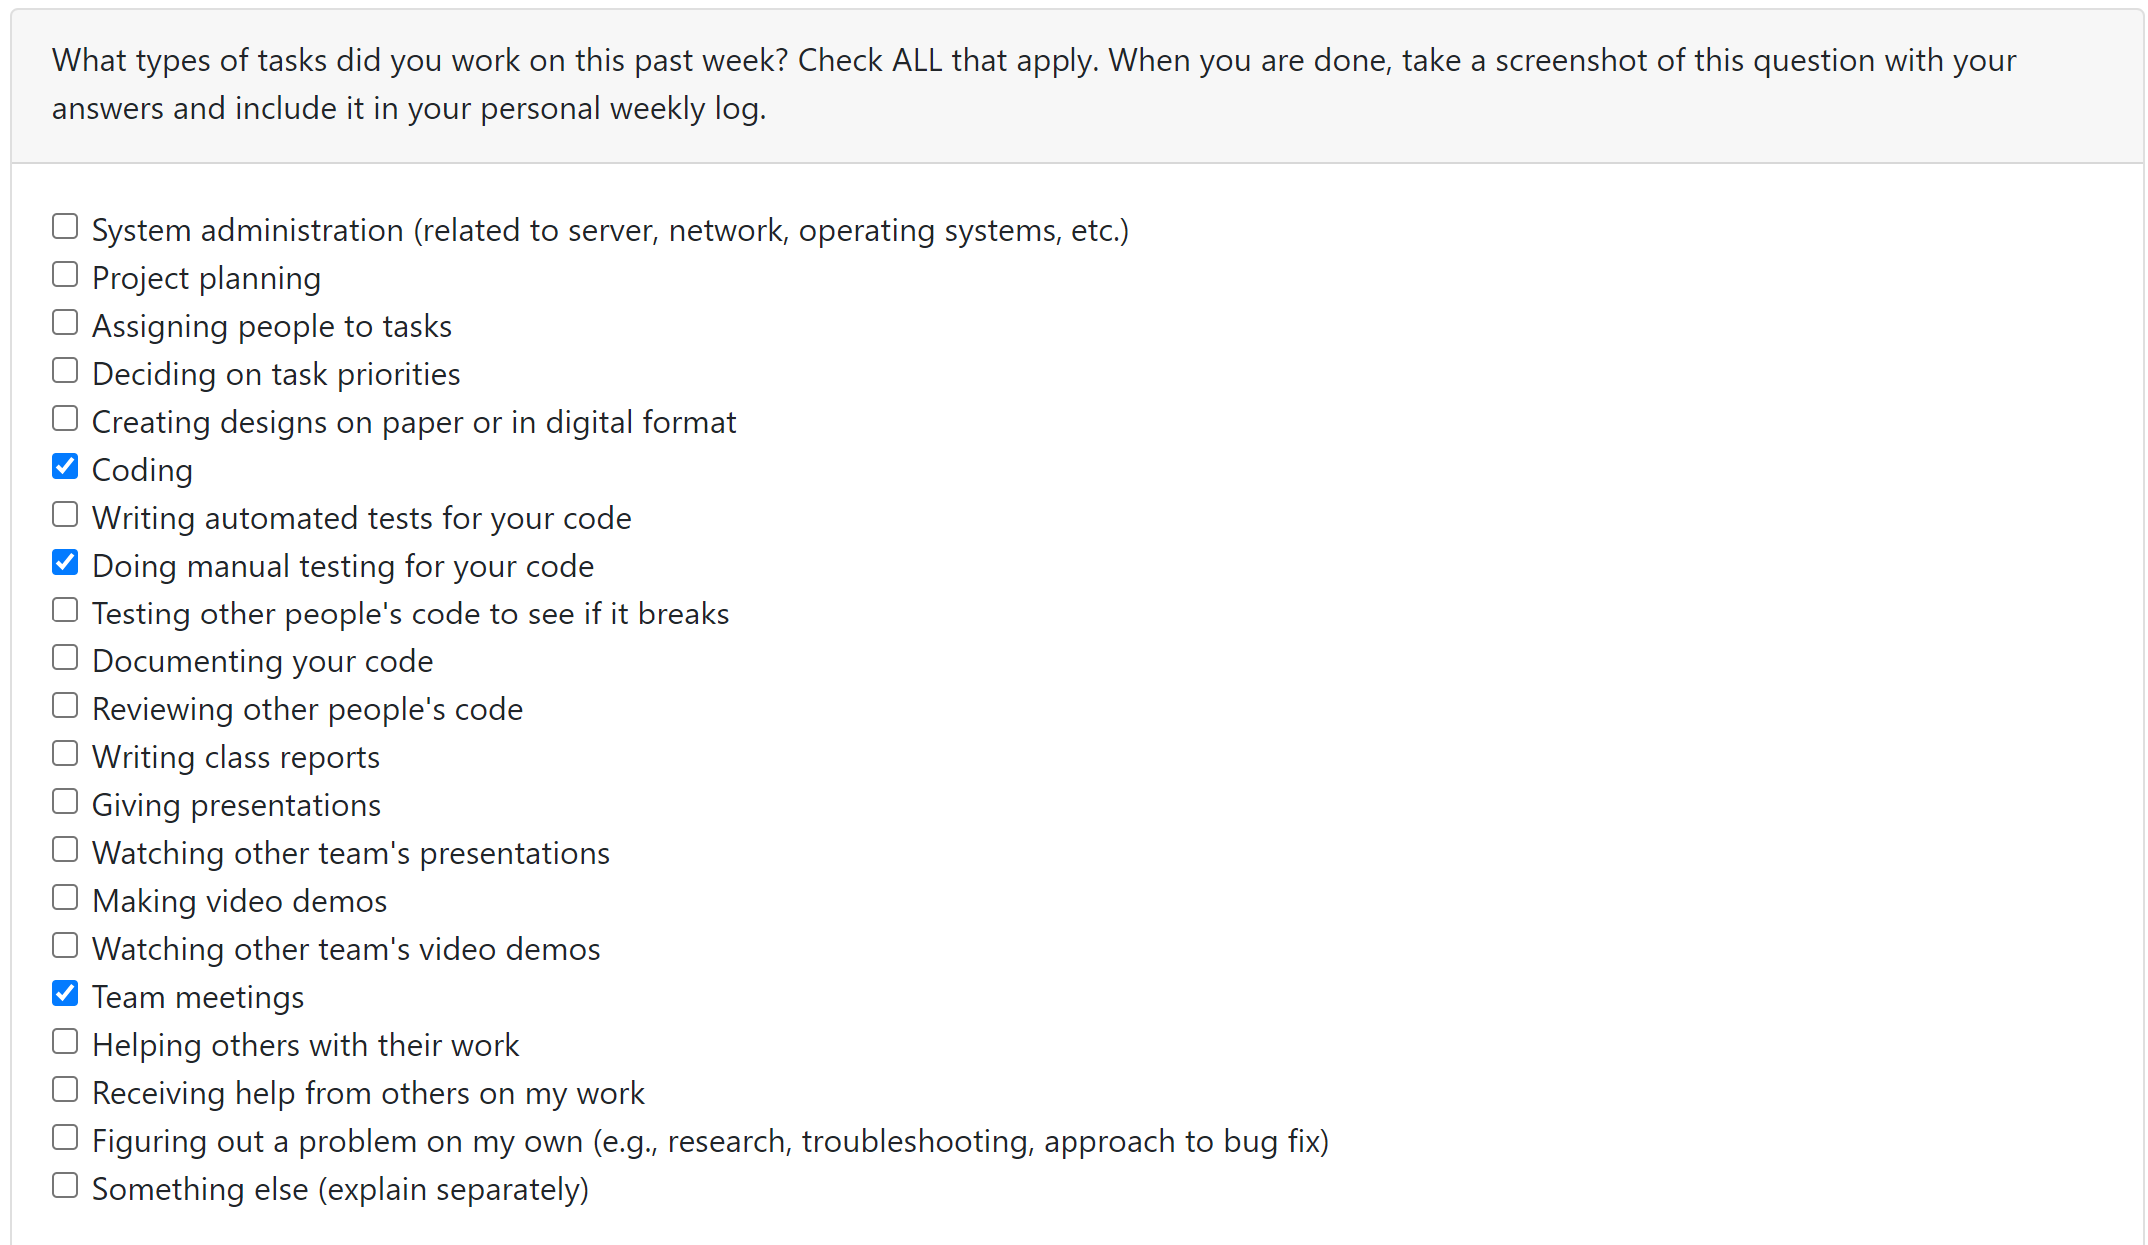 What types of tasks did you work on this past week? Check ALL that apply. When you are done, take a screenshot of this question with your
answers and include it in your personal weekly log.
System administration (related to server, network, operating systems, etc.)
Project planning
Assigning people to tasks
Deciding on task priorities
Creating designs on paper or in digital format
Coding
Writing automated tests for your code
Doing manual testing for your code
Testing other people's code to see if it breaks
Documenting your code
Reviewing other people's code
Writing class reports
Giving presentations
Watching other team's presentations
Making video demos
Watching other team's video demos
Team meetings
Helping others with their work
Receiving help from others on my work
Figuring out a problem on my own (e.g., research, troubleshooting, approach to bug fix)
Something else (explain separately)